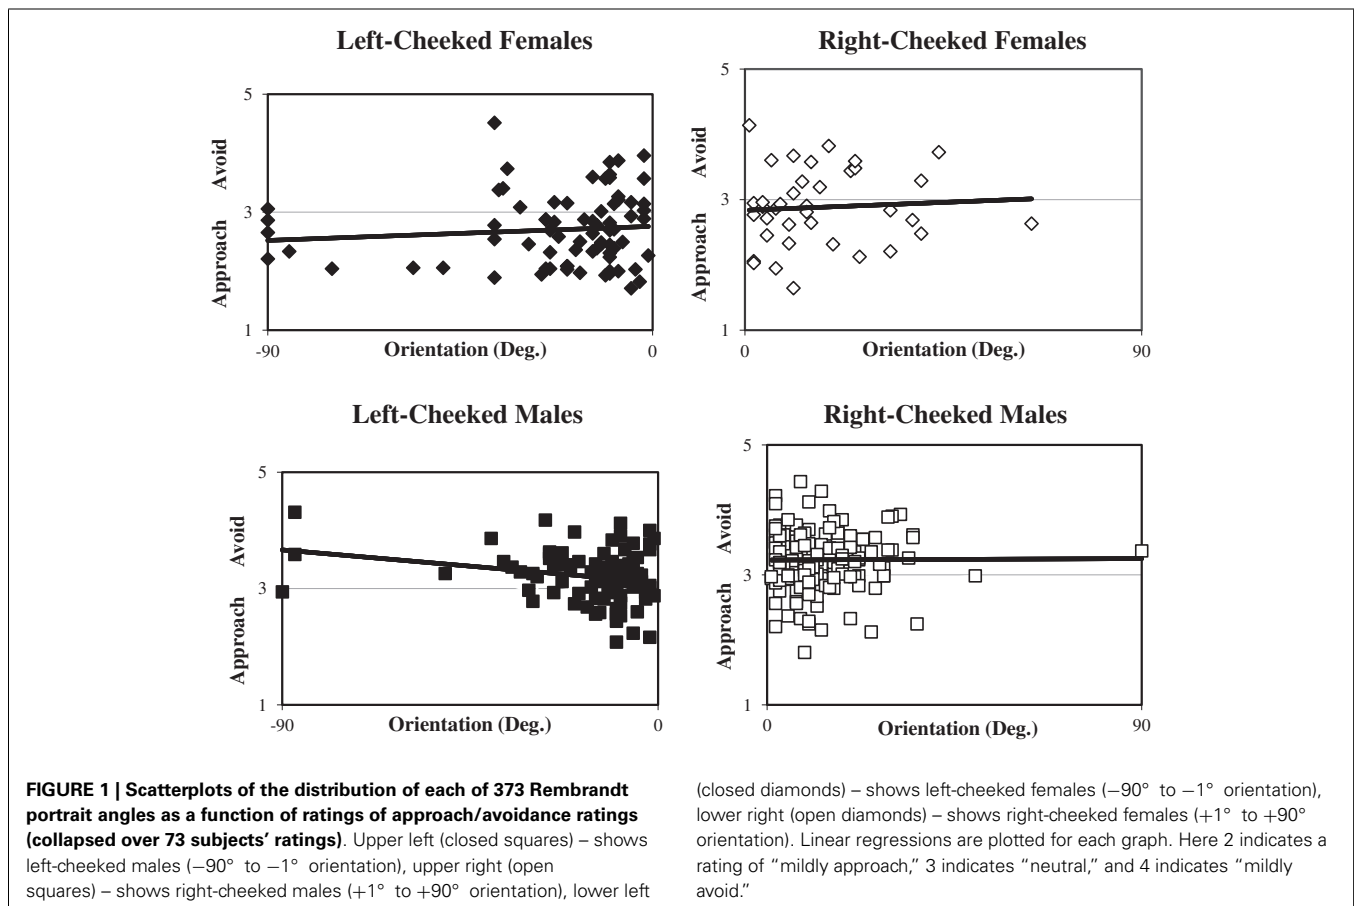 Left-Cheeked Females
5
Avoid
3
Approach
1
-90
Orientation (Deg.)
0
Right-Cheeked Females
5
Avoid
3
Approach
1
0
Orientation (Deg.)
90
Left-Cheeked Males
5
Avoid
3
Approach
1
-90
Orientation (Deg.)
0
Right-Cheeked Males
5
Avoid
3
Approach
1
0
Orientation (Deg.)
90
FIGURE 1 | Scatterplots of the distribution of each of 373 Rembrandt
portrait angles as a function of ratings of approach/avoidance ratings
(collapsed over 73 subjects’ ratings). Upper left (closed squares) – shows
left-cheeked males (−90° to −1° orientation), upper right (open
squares) – shows right-cheeked males (+1° to +90° orientation), lower left
(closed diamonds) – shows left-cheeked females (−90° to −1° orientation),
lower right (open diamonds) – shows right-cheeked females (+1° to +90°
orientation). Linear regressions are plotted for each graph. Here 2 indicates a
rating of “mildly approach,” 3 indicates “neutral,” and 4 indicates “mildly
avoid.”